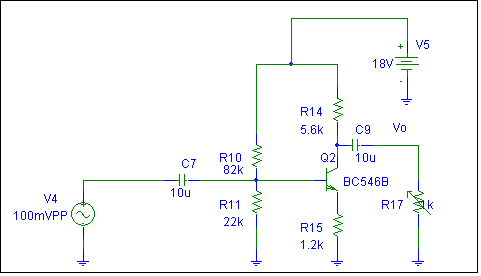 V5
18V
R14
5.6k
C9
10u
Vo
R10
82k
Q2
BC546B
C7
10u
V4
100mVPP
R11
22k
R17
1k
R15
1.2k